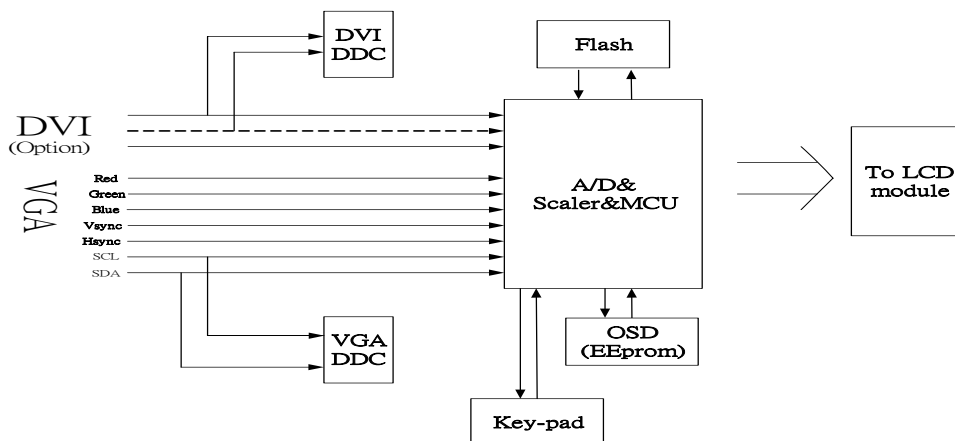 DVI
DDC
Flash
DVI
(Option)
VGA
Red
Green
Blue
Vsync
Hsync
SCL
SDA
A/D&
Scaler&MCU
To LCD
module
VGA
DDC
OSD
(EEprom)
Key-pad